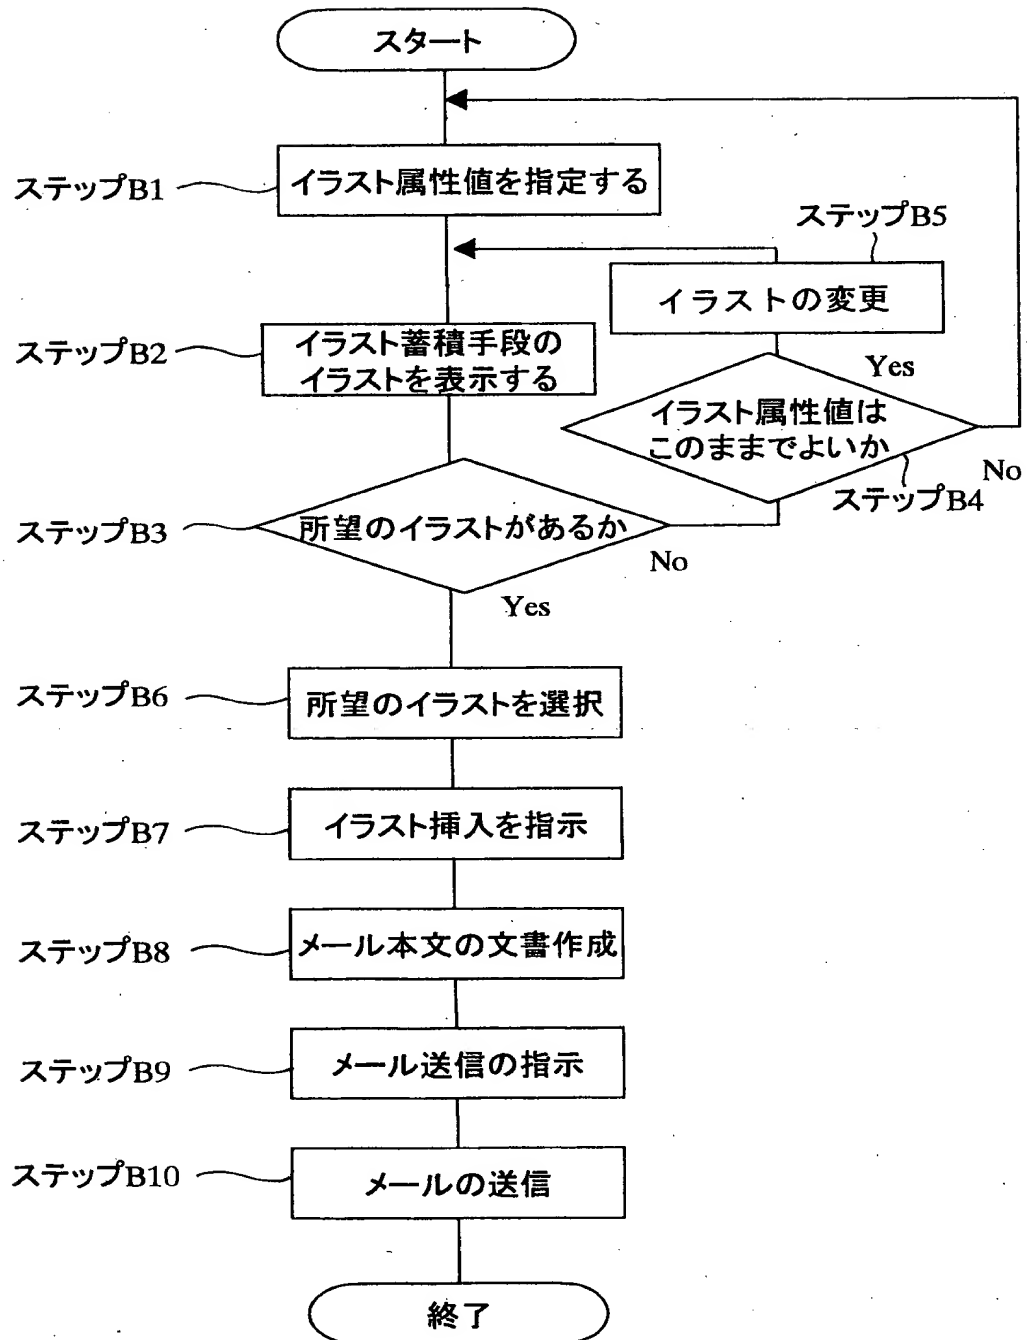 スタート
ステップB1
イラスト属性値を指定する
ステップB5
イラストの変更
ステップB2
イラスト蓄積手段の
イラストを表示する
Yes
イラスト属性値は
このままでよいか
No
ステップB4
ステップB3
所望のイラストがあるか
No
Yes
ステップB6
所望のイラストを選択
ステップB7
イラスト挿入を指示
ステップB8
メール本文の文書作成
ステップB9
メール送信の指示
ステップB10
メールの送信
終了